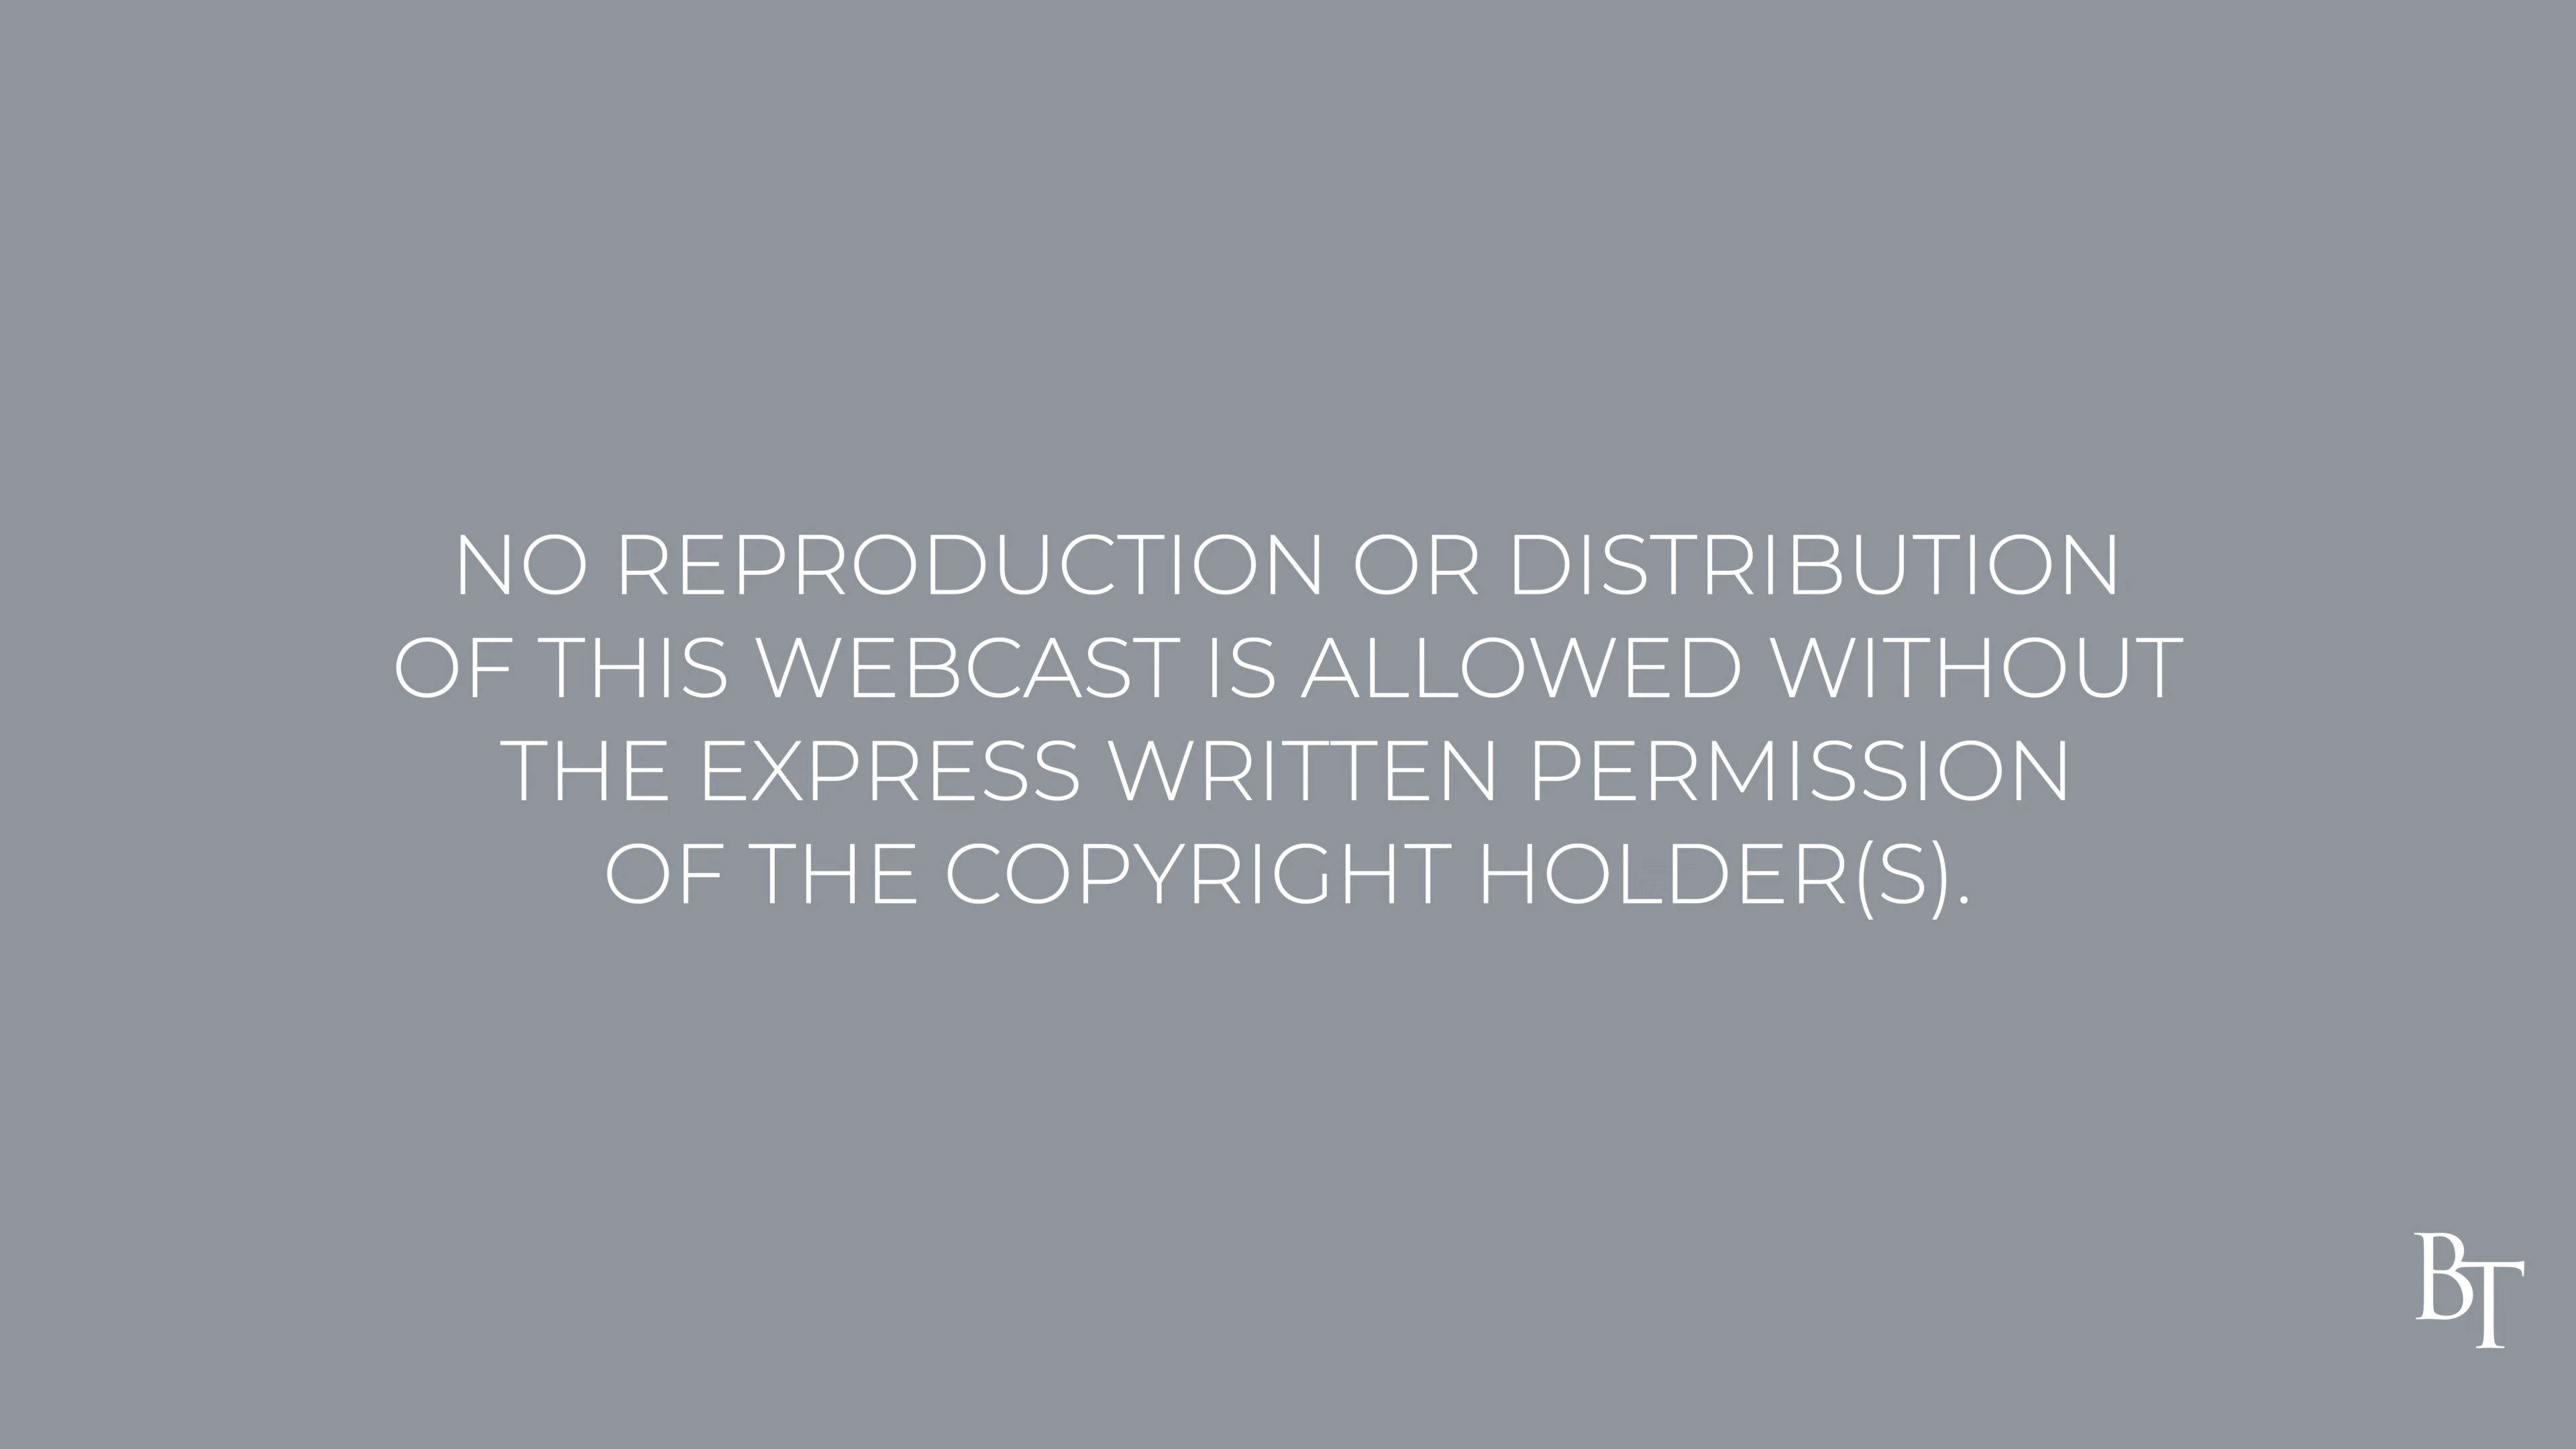 NO REPRODUCTION OR DISTRIBUTION
OF THIS WEBCAST IS ALLOWED WITHOUT
THE EXPRESS WRITTEN PERMISSION
OF THE COPYRIGHT HOLDER(S).
BT